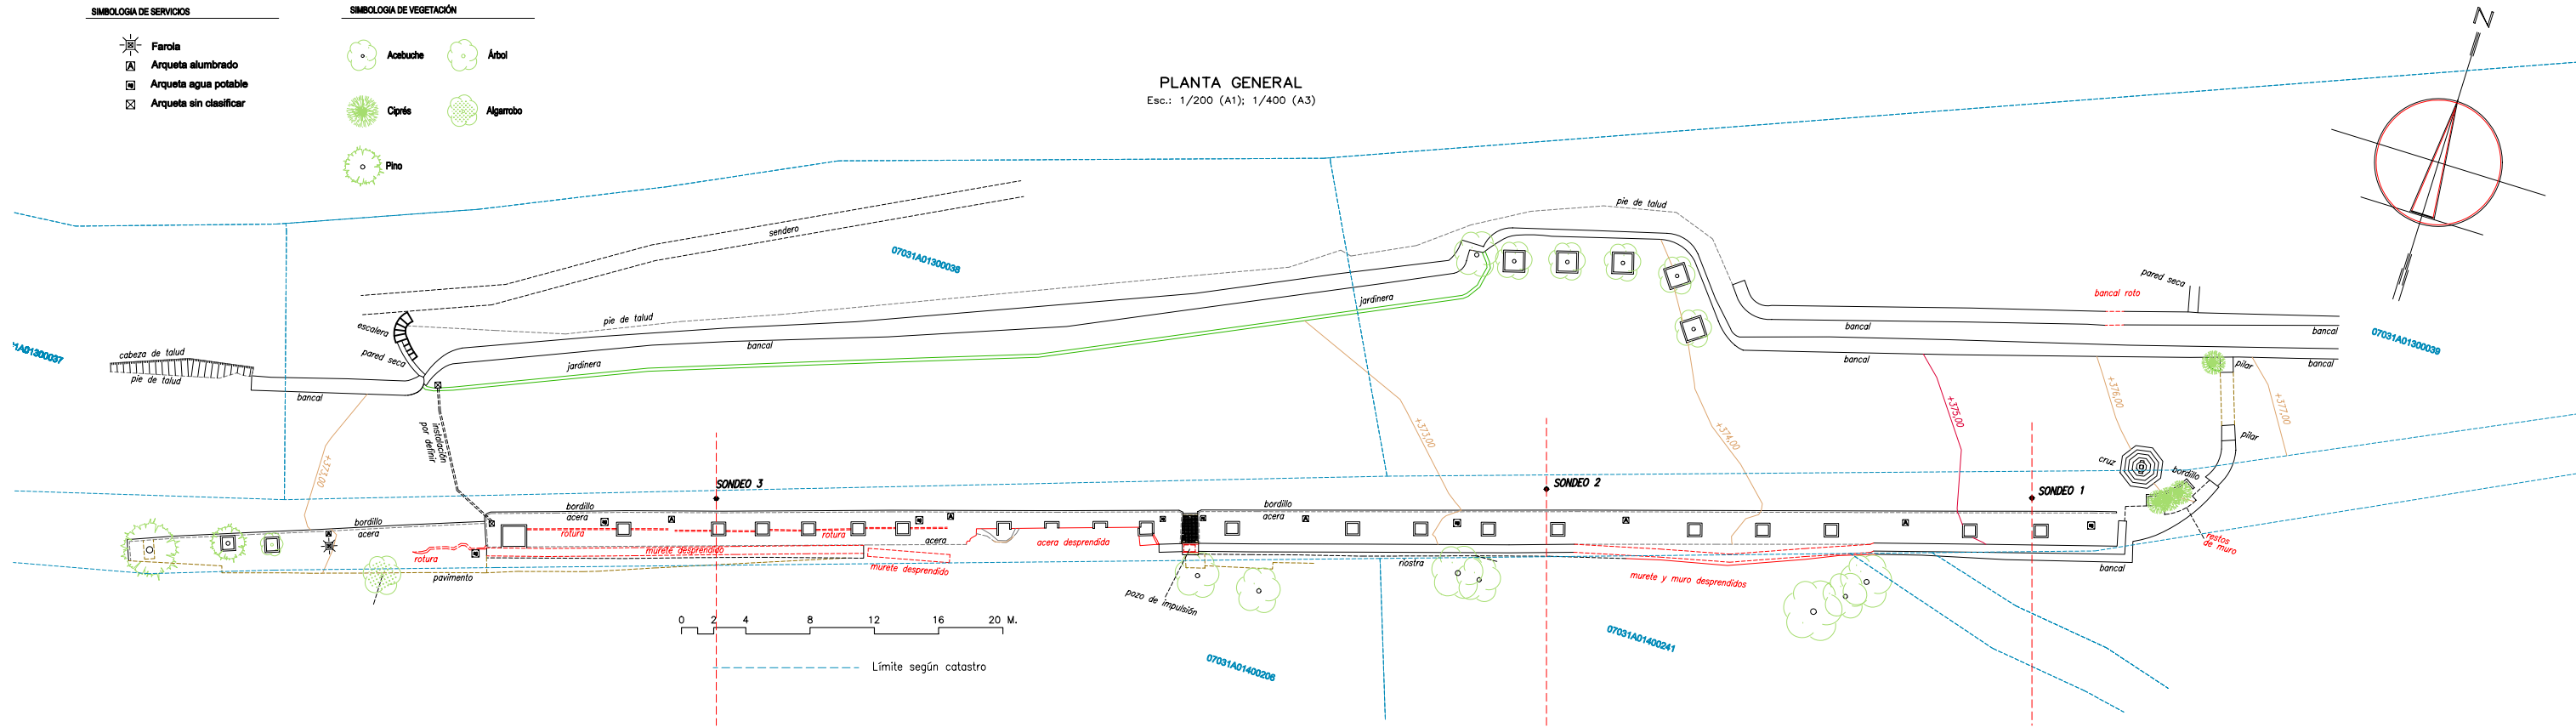 SIMBOLOGIA DE SERVICIOS
Farola
Arqueta alumbrado
Arqueta agua potable
Arqueta sin clasificar
SIMBOLOGIA DE VEGETACIÓN
Acebuche
Árbol
Ciprés
Algarrobo
Pino
PLANTA GENERAL
Esc.: 1/200 (A1); 1/400 (A3)
N
sendero
07031A01300038
pie de talud
pared seca
bancal roto
jardinera
bancal
bancal
07031A01300039
escalera
pie de talud
bancal
cabeza de talud
pared seca
jardinera
bancal
pilar
bancal
1A01300037
pie de talud
bancal
+376,00
+377,00
+375,00
instalación
por definir
+373,00
+374,00
pilar
+373,00
cruz
bordillo
SONDEO 3
SONDEO 2
SONDEO 1
bordillo
acera
bordillo
acera
bordillo
acera
rotura
rotura
acera
acera desprendida
restos
de muro
rotura
murete desprendido
murete desprendido
pavimento
riostra
murete y muro desprendidos
bancal
pozo de impulsión
0 2 4 8 12 16 20 M.
07031A01400241
Límite según catastro
07031A01400206